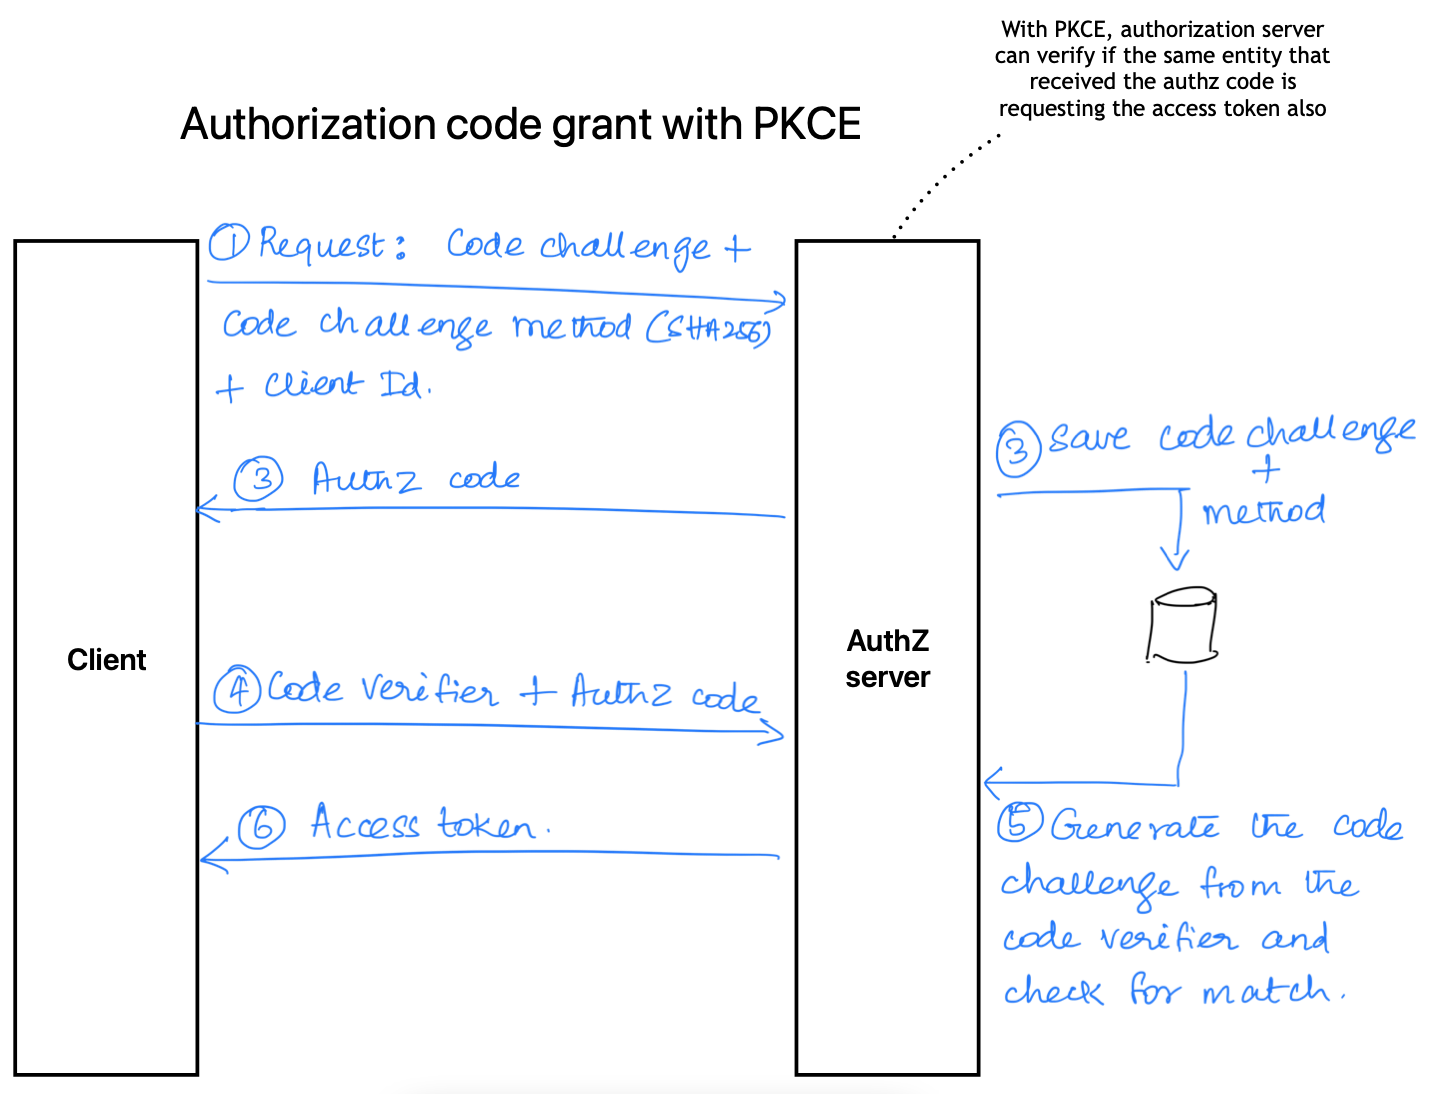 With PKCE, authorization server
can verify if the same entity that
received the authz code is
requesting the access token also
Authorization code grant with PKCE
① Request: Code challenge +
Code challenge method (SHA256)
+ Client Id.
③ AuthZ code
③ Save code challenge
+
method
Client
AuthZ
server
④ Code verifier + AuthZ code
⑥ Access token.
⑤ Generate the code
challenge from the
code verifier and
check for match.